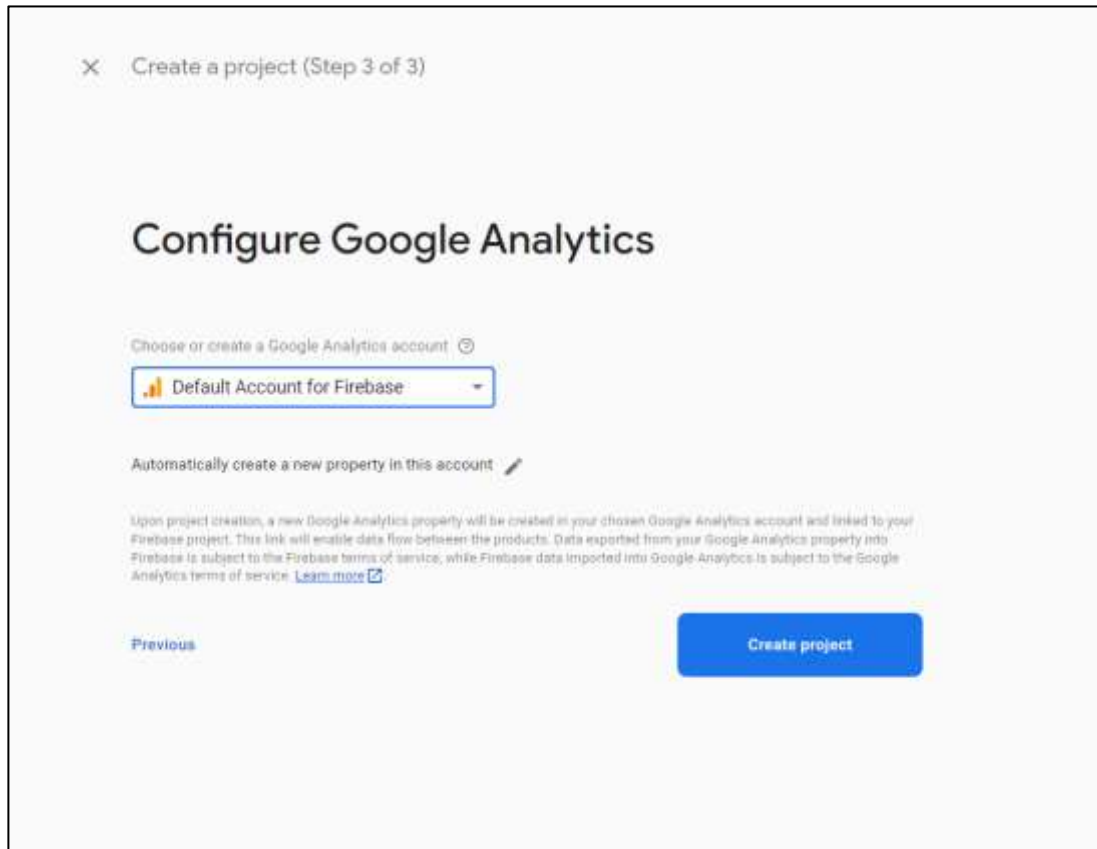 Create a project (Step 3 of 3)
Configure Google Analytics
Choose or create a Google Analytics account
Default Account for Firebase
Automatically create a new property in this account
Upon project creation, a new Google Analytics property will be created in your chosen Google Analytics account and linked to your
Firebase project. This link will enable data flow between the products. Data exported from your Google Analytics property into
Firebase is subject to the Firebase terms of service, while Firebase data imported into Google Analytics is subject to the Google
Analytics terms of service. Learn more
Previous
Create project